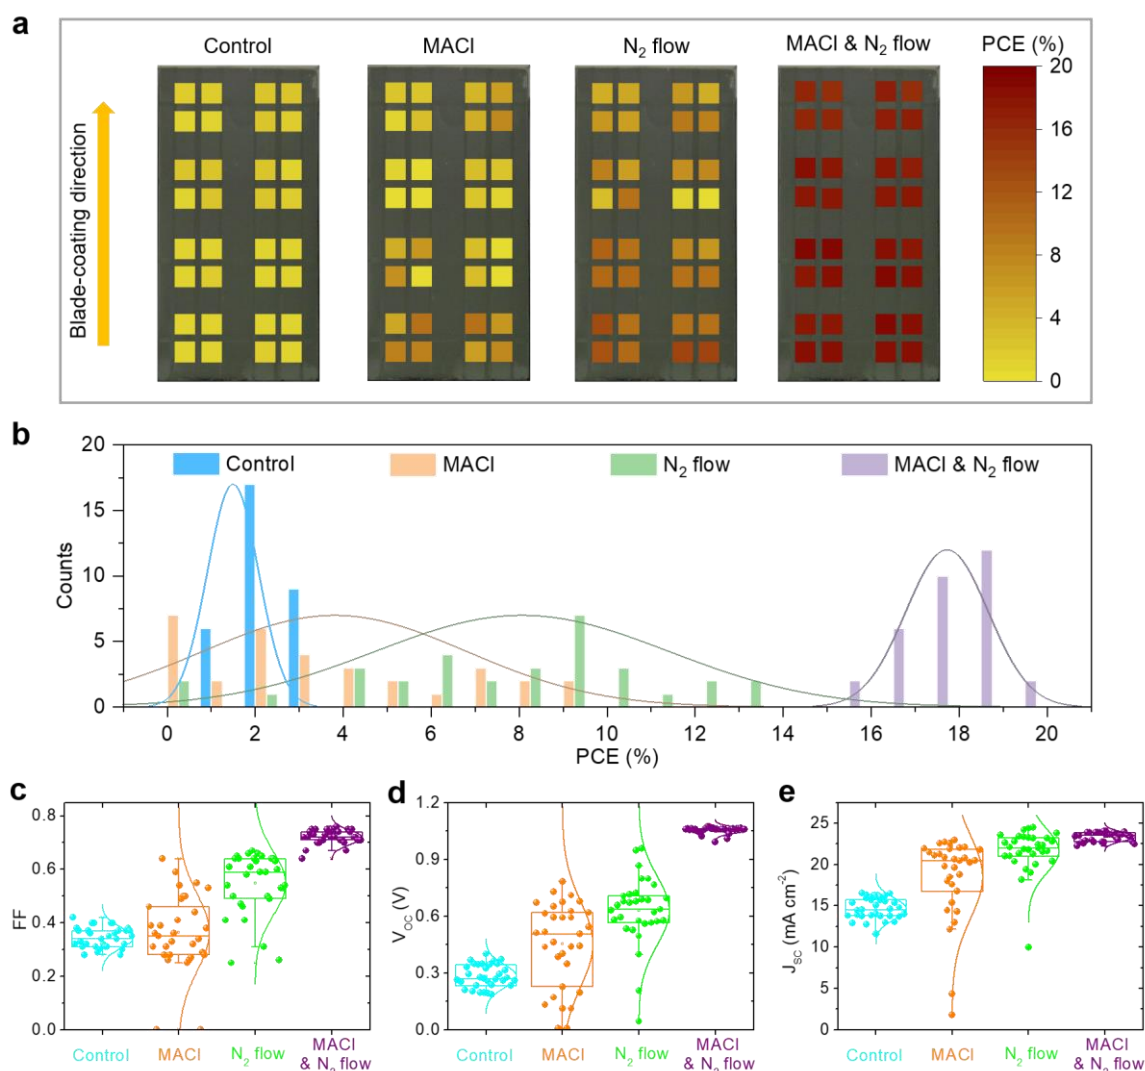 a
Control
MACl
N₂ flow
MACl & N₂ flow
PCE (%)
Blade-coating direction
20
16
12
8
4
0
b
20
15
10
5
0
Counts
Control
MACl
N₂ flow
MACl & N₂ flow
0
2
4
6
8
10
12
14
16
18
20
PCE (%)
c
0.8
0.6
0.4
0.2
0.0
FF
Control
MACl
N₂ flow
MACl
& N₂ flow
d
1.2
0.9
0.6
0.3
0.0
V_OC (V)
Control
MACl
N₂ flow
MACl
& N₂ flow
e
25
20
15
10
5
0
J_SC (mA cm⁻²)
Control
MACl
N₂ flow
MACl
& N₂ flow